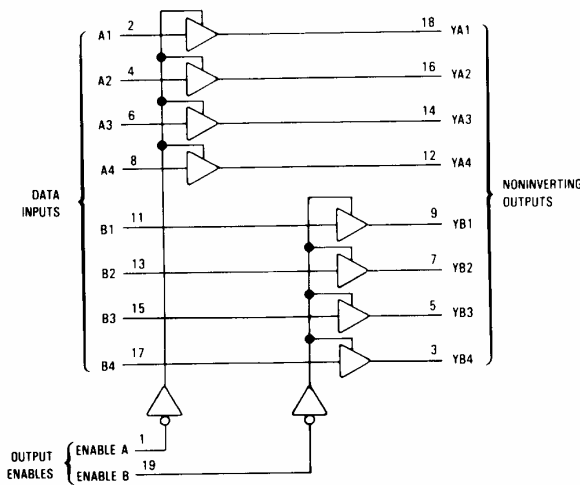 A1 2 18 YA1
A2 4 16 YA2
A3 6 14 YA3
A4 8 12 YA4
DATA
INPUTS
NONINVERTING
OUTPUTS
B1 11 9 YB1
B2 13 7 YB2
B3 15 5 YB3
B4 17 3 YB4
OUTPUT
ENABLES
ENABLE A 1
ENABLE B 19